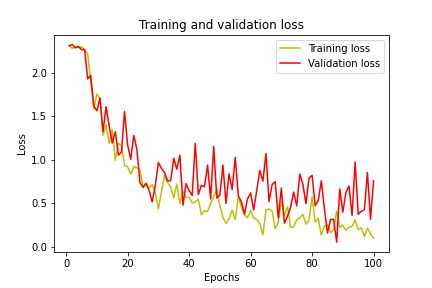 Training and validation loss
Training loss
Validation loss
Loss
2.0
1.5
1.0
0.5
0.0
0 20 40 60 80 100
Epochs